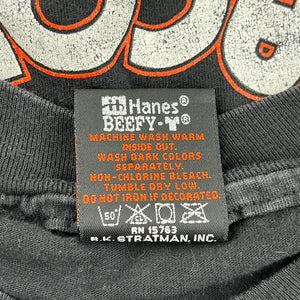 Hanes®
BEEFY-T®
MACHINE WASH WARM
INSIDE OUT.
WASH DARK COLORS
SEPARATELY.
NON-CHLORINE BLEACH.
TUMBLE DRY LOW.
DO NOT IRON IF DECORATED.
50°
RN 15763
R.K. STRATMAN, INC.